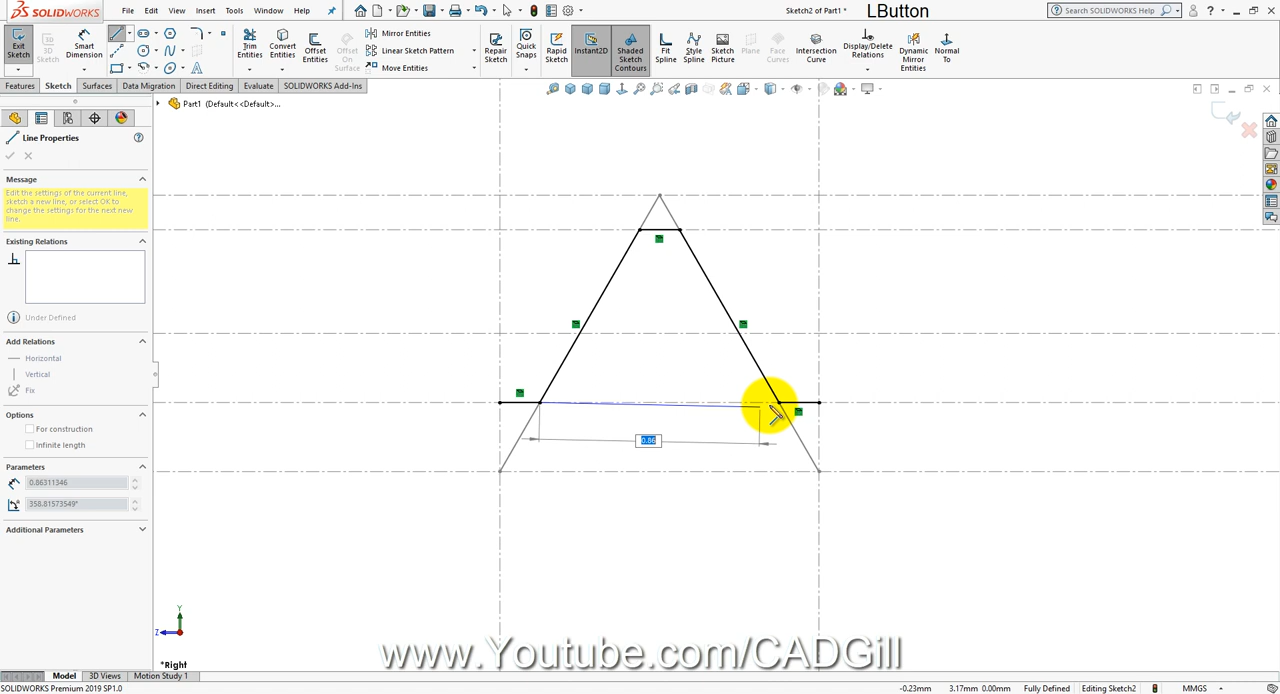 SOLIDWORKS File Edit View Insert Tools Window Help Sketch2 of Part1 * LButton Search SOLIDWORKS Help
Exit Sketch
3D Sketch
Smart Dimension
Trim Entities
Convert Entities
Offset Entities
Offset On Surface
Mirror Entities
Linear Sketch Pattern
Move Entities
Repair Sketch
Quick Snaps
Rapid Sketch
Instant2D
Shaded Sketch Contours
Fit Spline
Style Spline
Sketch Picture
Plane
Face Curves
Intersection Curve
Display/Delete Relations
Dynamic Mirror Entities
Normal To
Features Sketch Surfaces Data Migration Direct Editing Evaluate SOLIDWORKS Add-Ins
Part1 (Default<<Default>...
Line Properties
Message
Edit the settings of the current line,
sketch a new line, or select OK to
change the settings for the next new
line.
Existing Relations
Under Defined
Add Relations
Horizontal
Vertical
Fix
Options
For construction
Infinite length
Parameters
0.86311346
358.81573549°
Additional Parameters
0.86
Y
Z
*Right
www.Youtube.com/CADGill
Model 3D Views Motion Study 1
SOLIDWORKS Premium 2019 SP1.0 -0.23mm 3.17mm 0.00mm Fully Defined Editing Sketch2 MMGS